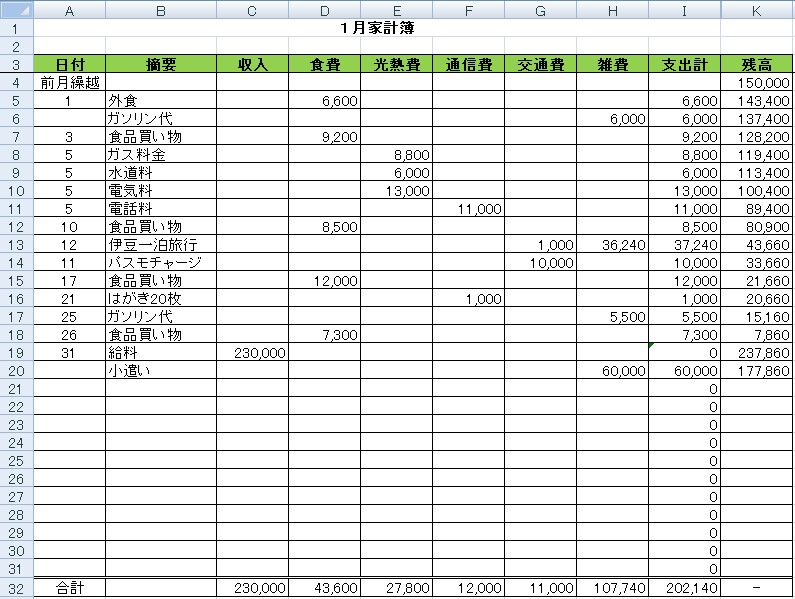 A B C D E F G H I K
1 1月家計簿
2
3 日付 摘要 収入 食費 光熱費 通信費 交通費 雑費 支出計 残高
4 前月繰越 150,000
5 1 外食 6,600 6,600 143,400
6 ガソリン代 6,000 6,000 137,400
7 3 食品買い物 9,200 9,200 128,200
8 5 ガス料金 8,800 8,800 119,400
9 5 水道料 6,000 6,000 113,400
10 5 電気料 13,000 13,000 100,400
11 5 電話料 11,000 11,000 89,400
12 10 食品買い物 8,500 8,500 80,900
13 12 伊豆一泊旅行 1,000 36,240 37,240 43,660
14 11 パスモチャージ 10,000 10,000 33,660
15 17 食品買い物 12,000 12,000 21,660
16 21 はがき20枚 1,000 1,000 20,660
17 25 ガソリン代 5,500 5,500 15,160
18 26 食品買い物 7,300 7,300 7,860
19 31 給料 230,000 0 237,860
20 小遣い 60,000 60,000 177,860
21 0
22 0
23 0
24 0
25 0
26 0
27 0
28 0
29 0
30 0
31 0
32 合計 230,000 43,600 27,800 12,000 11,000 107,740 202,140 −